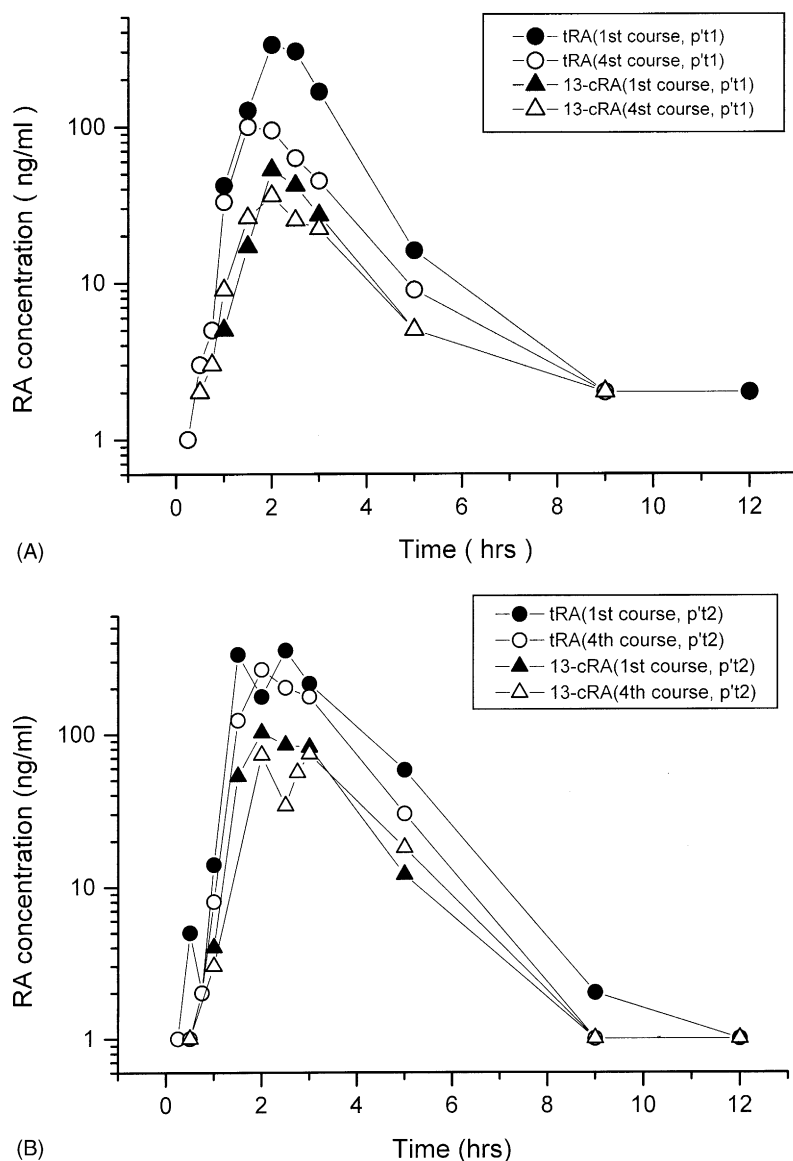 tRA(1st course, p't1)
tRA(4st course, p't1)
13-cRA(1st course, p't1)
13-cRA(4st course, p't1)
RA concentration ( ng/ml )
100
10
1
0 2 4 6 8 10 12
Time ( hrs )
(A)
tRA(1st course, p't2)
tRA(4th course, p't2)
13-cRA(1st course, p't2)
13-cRA(4th course, p't2)
RA concentration (ng/ml)
100
10
1
0 2 4 6 8 10 12
Time (hrs)
(B)